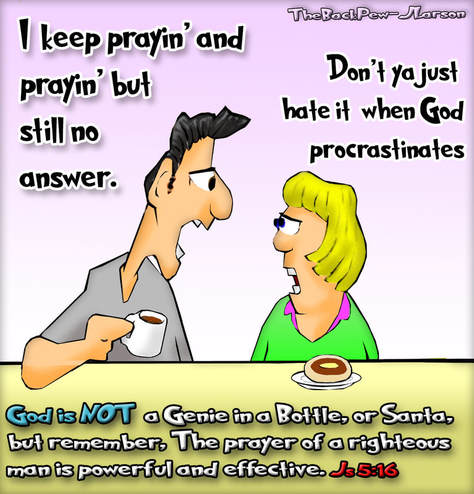 TheBackPew-JLarson
I keep prayin' and
prayin' but
still no
answer.
Don't ya just
hate it when God
procrastinates
God is NOT a Genie in a Bottle, or Santa,
but remember, The prayer of a righteous
man is powerful and effective. Js 5:16